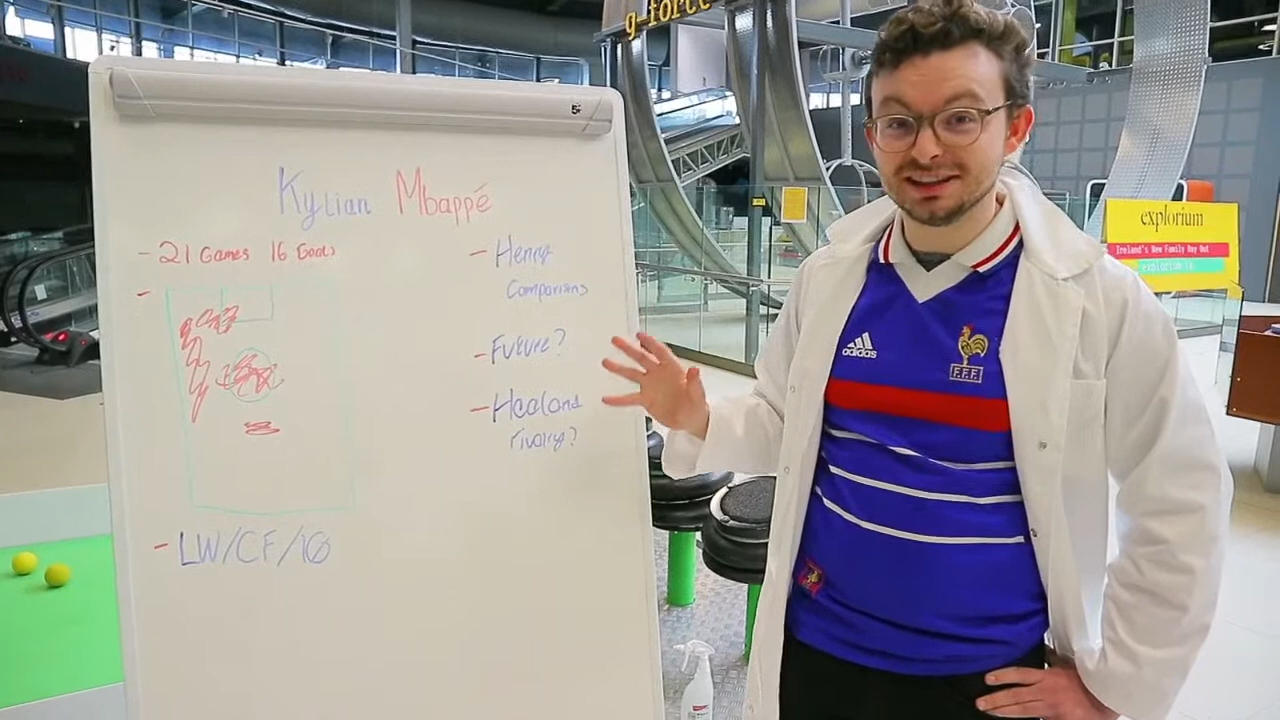 g-force
Kylian Mbappé
- 21 Games 16 Goals
-
- LW/CF/10
- Henry
Comparisons
- Future?
- Haaland
rivalry?
adidas
F.F.F.
explorium
Ireland's New Family Day Out
explorium.ie